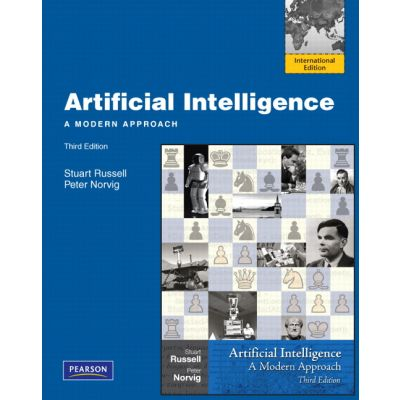 International
Edition
Artificial Intelligence
A MODERN APPROACH
Third Edition
Stuart Russell
Peter Norvig
Stuart
Russell
Peter
Norvig
Artificial Intelligence
A Modern Approach
Third Edition
PEARSON